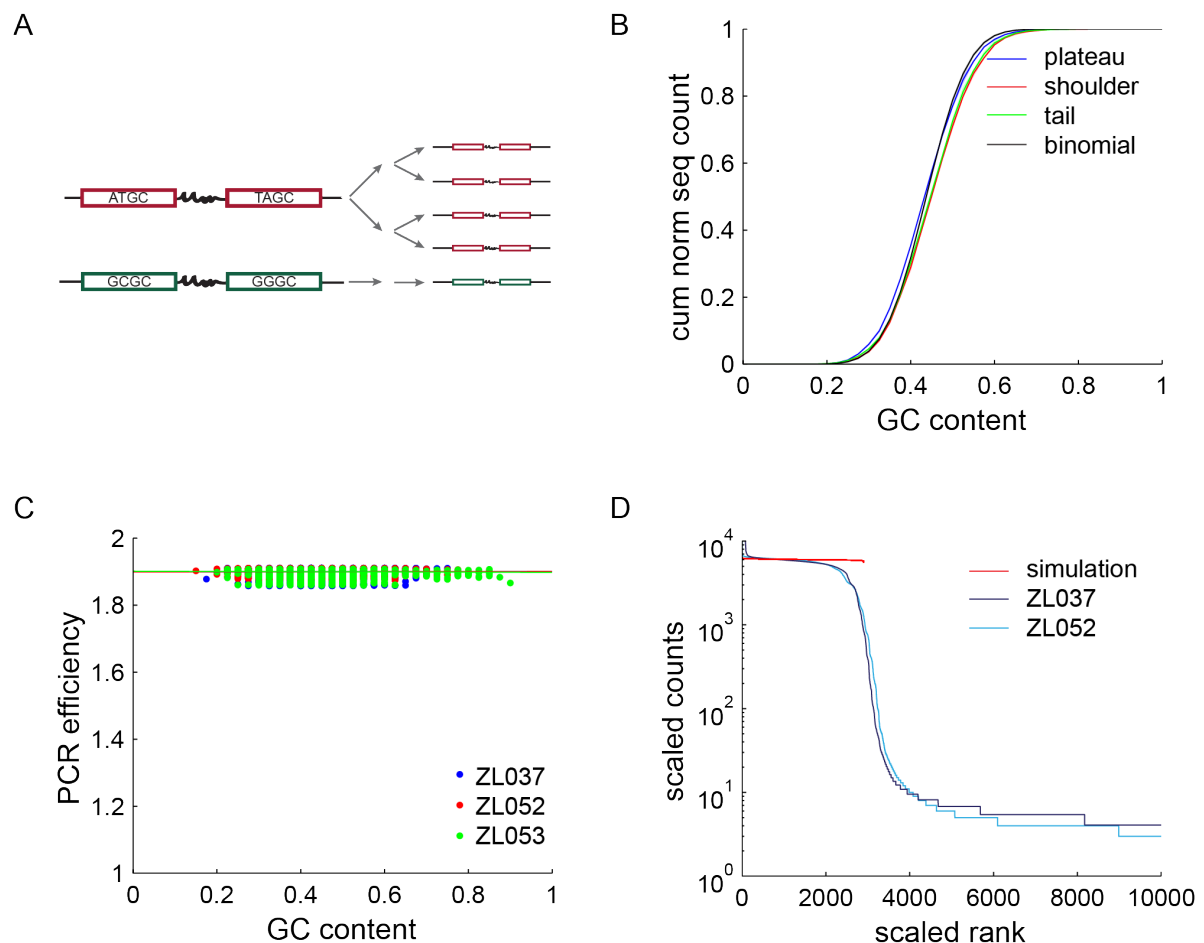 A
ATGC TAGC
GCGC GGGC
B
cum norm seq count
1
0.8
0.6
0.4
0.2
0
0 0.2 0.4 0.6 0.8 1
GC content
plateau
shoulder
tail
binomial
C
PCR efficiency
2
1.8
1.6
1.4
1.2
1
0 0.2 0.4 0.6 0.8 1
GC content
ZL037
ZL052
ZL053
D
scaled counts
10^4
10^3
10^2
10^1
10^0
0 2000 4000 6000 8000 10000
scaled rank
simulation
ZL037
ZL052